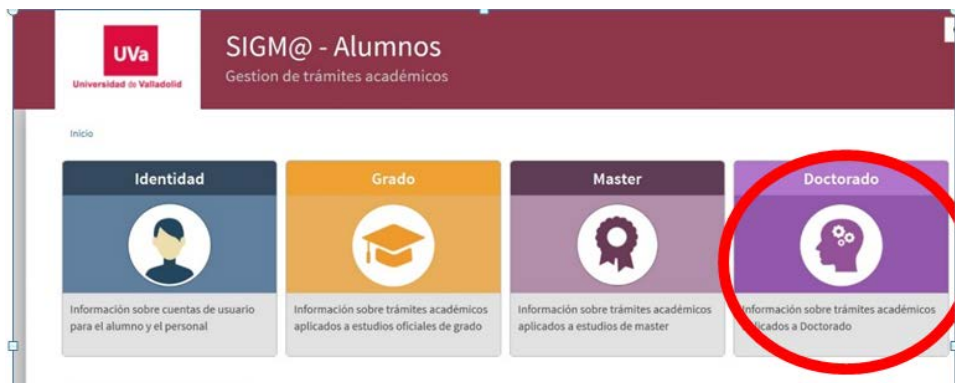 UVa
Universidad de Valladolid
SIGM@ - Alumnos
Gestion de trámites académicos
Inicio
Identidad
Información sobre cuentas de usuario
para el alumno y el personal
Grado
Información sobre trámites académicos
aplicados a estudios oficiales de grado
Master
Información sobre trámites académicos
aplicados a estudios de master
Doctorado
Información sobre trámites académicos
aplicados a Doctorado